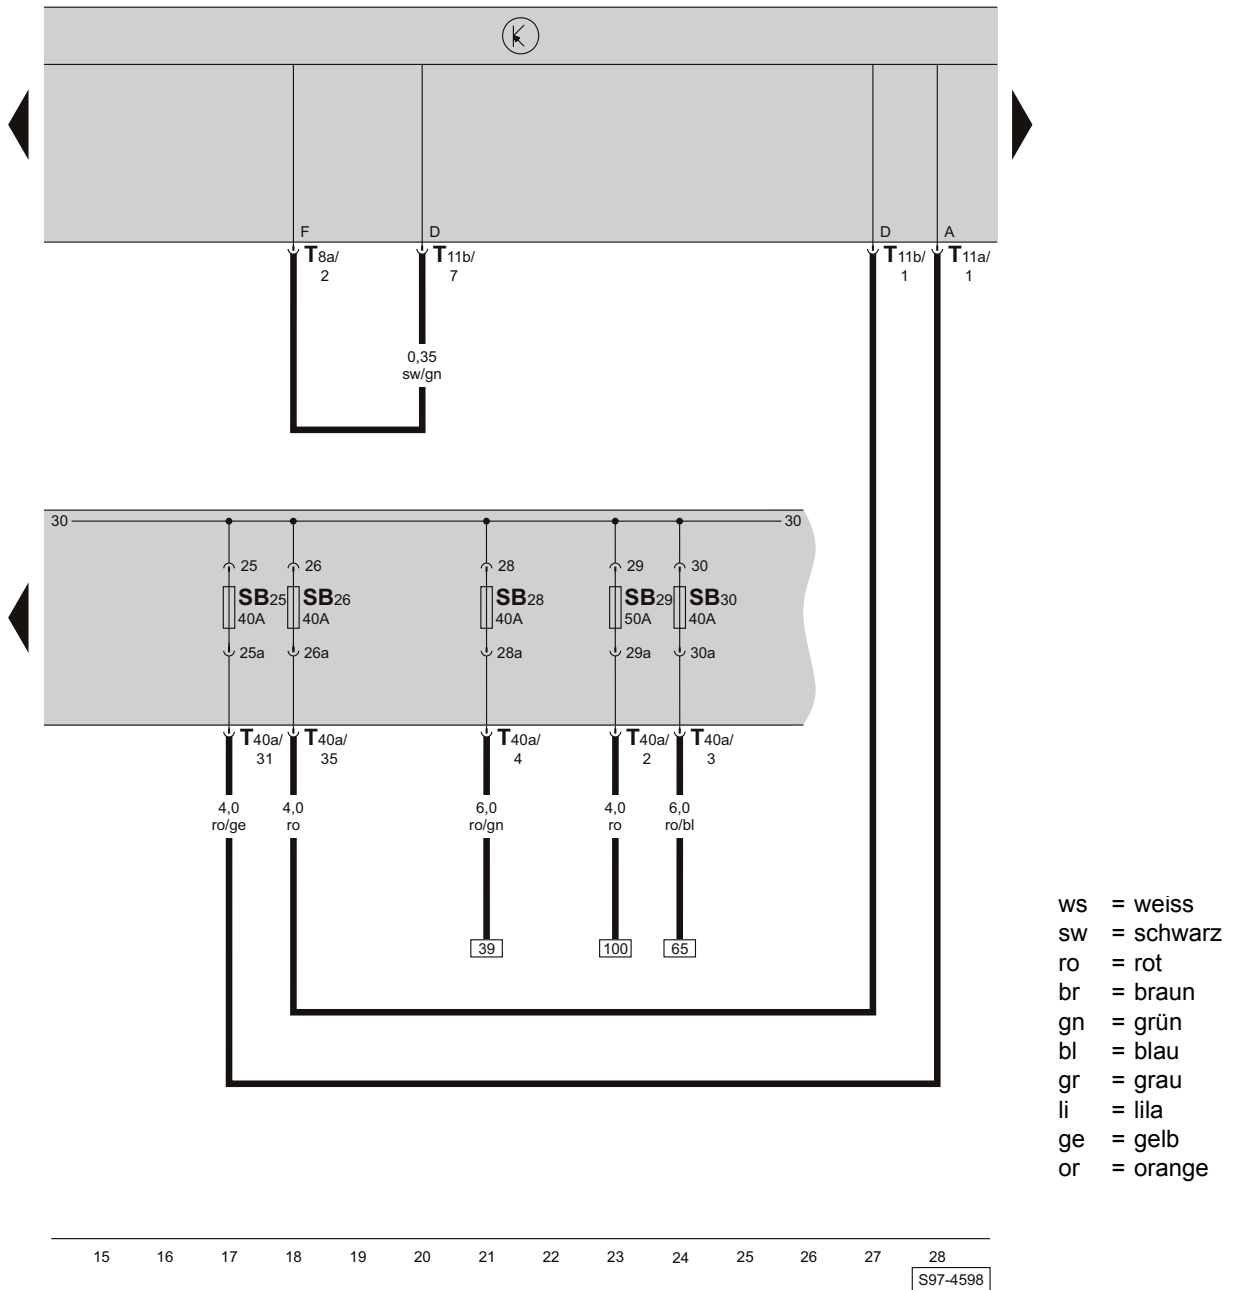 F D D A
T8a/ T11b/ T11b/ T11a/
2 7 1 1
0,35
sw/gn
30 30
25 26 28 29 30
SB25 SB26 SB28 SB29 SB30
40A 40A 40A 50A 40A
25a 26a 28a 29a 30a
T40a/ T40a/ T40a/ T40a/ T40a/
31 35 4 2 3
4,0 4,0 6,0 4,0 6,0
ro/ge ro ro/gn ro ro/bl
39 100 65
ws = weiss
sw = schwarz
ro = rot
br = braun
gn = grün
bl = blau
gr = grau
li = lila
ge = gelb
or = orange
15 16 17 18 19 20 21 22 23 24 25 26 27 28
S97-4598